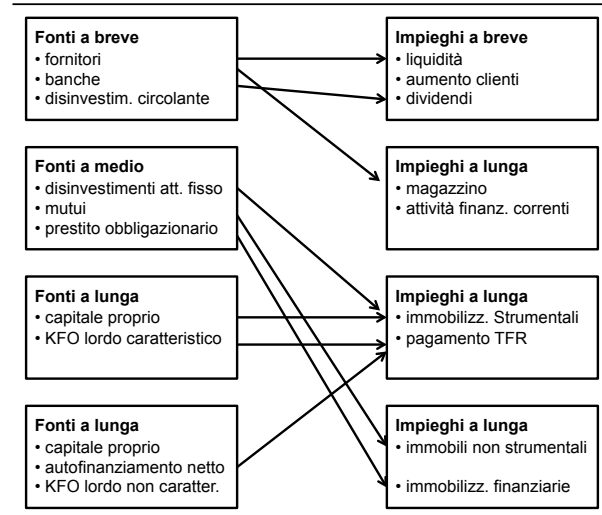 Fonti a breve
• fornitori
• banche
• disinvestim. circolante
Impieghi a breve
• liquidità
• aumento clienti
• dividendi
Fonti a medio
• disinvestimenti att. fisso
• mutui
• prestito obbligazionario
Impieghi a lunga
• magazzino
• attività finanz. correnti
Fonti a lunga
• capitale proprio
• KFO lordo caratteristico
Impieghi a lunga
• immobilizz. Strumentali
• pagamento TFR
Fonti a lunga
• capitale proprio
• autofinanziamento netto
• KFO lordo non caratter.
Impieghi a lunga
• immobili non strumentali
• immobilizz. finanziarie